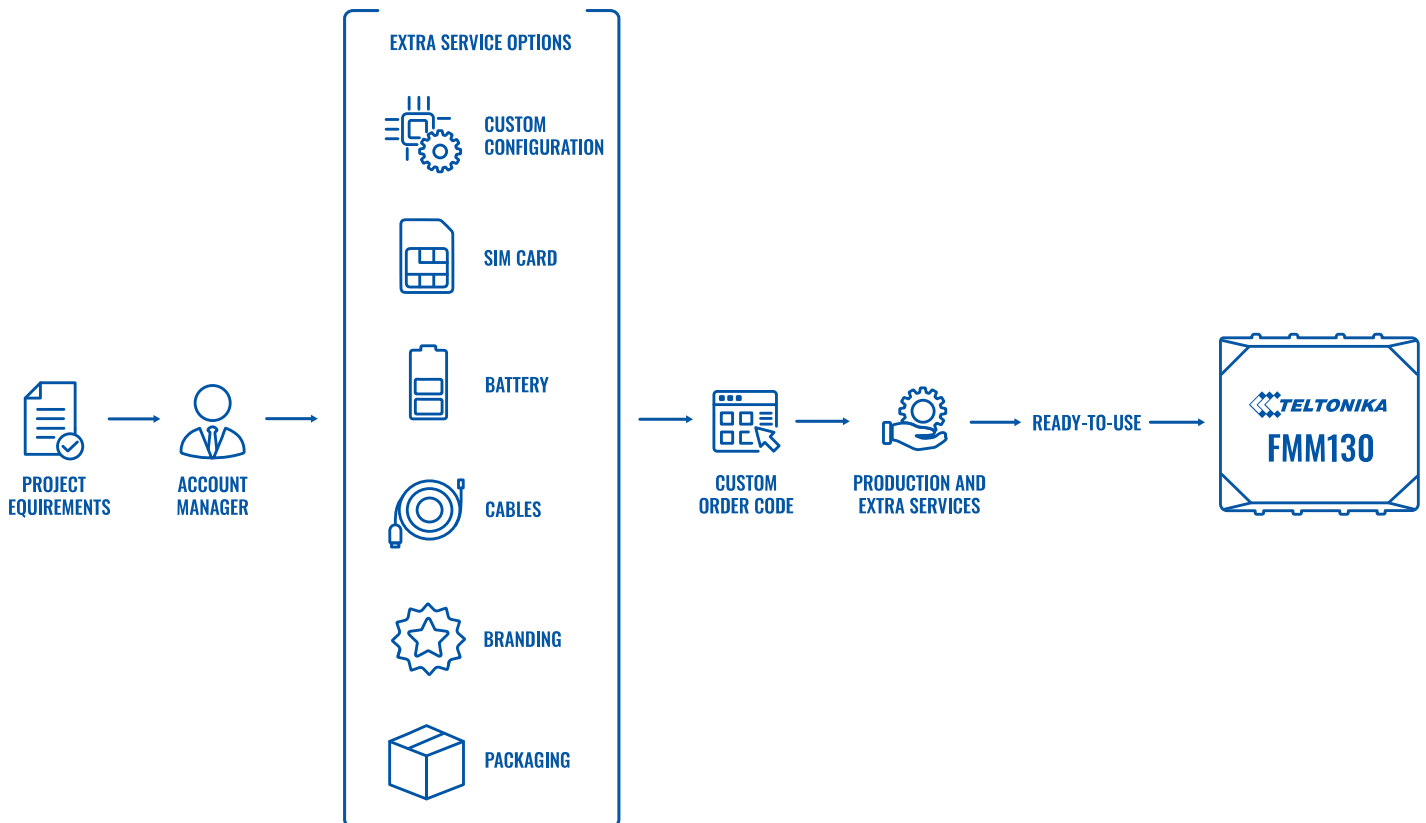 EXTRA SERVICE OPTIONS
CUSTOM
CONFIGURATION
SIM CARD
BATTERY
CABLES
BRANDING
PACKAGING
PROJECT
EQUIREMENTS
ACCOUNT
MANAGER
CUSTOM
ORDER CODE
PRODUCTION AND
EXTRA SERVICES
READY-TO-USE
TELTONIKA
FMM130